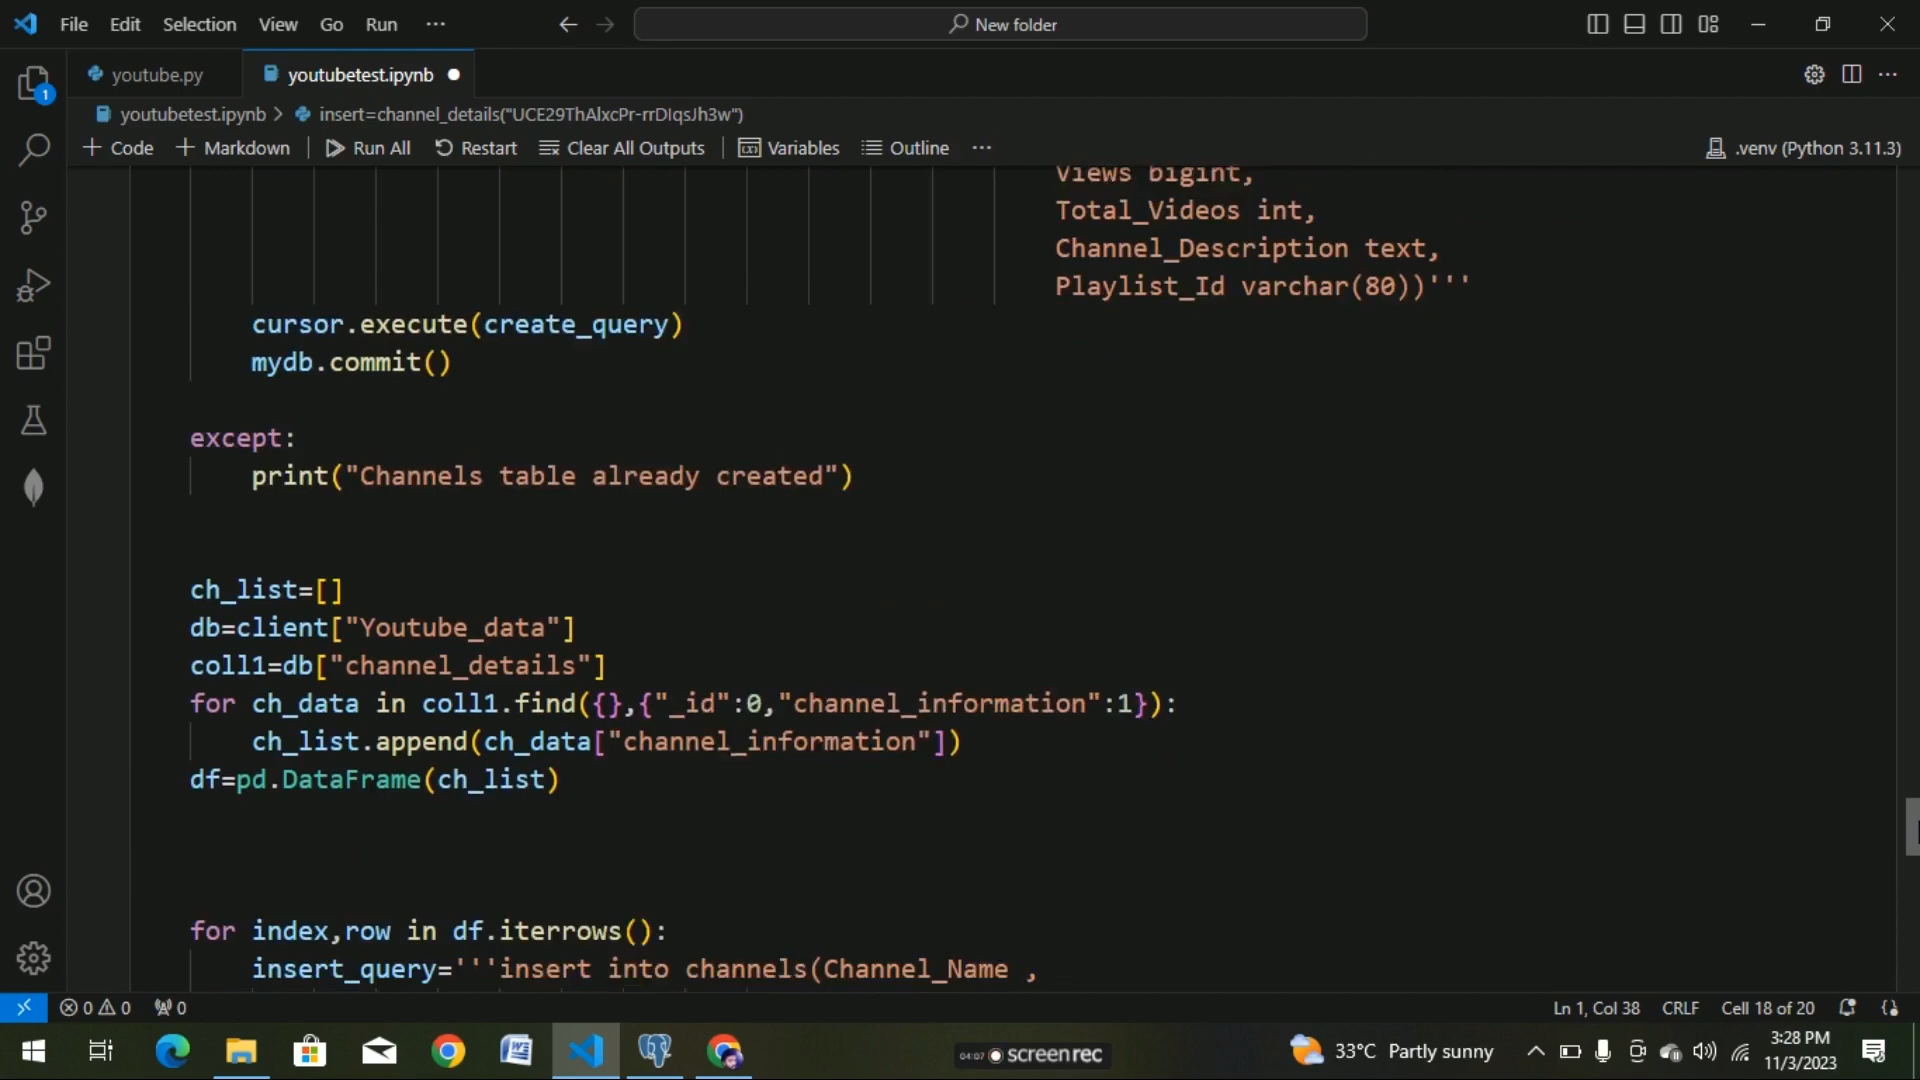 File Edit Selection View Go Run ···
New folder
youtube.py
youtubetest.ipynb
1
youtubetest.ipynb > insert=channel_details("UCE29ThAlxcPr-rrDIqsJh3w")
+ Code + Markdown Run All Restart Clear All Outputs Variables Outline ··· .venv (Python 3.11.3)
Views bigint,
Total_Videos int,
Channel_Description text,
Playlist_Id varchar(80))'''
cursor.execute(create_query)
mydb.commit()
except:
print("Channels table already created")
ch_list=[]
db=client["Youtube_data"]
coll1=db["channel_details"]
for ch_data in coll1.find({},{"_id":0,"channel_information":1}):
ch_list.append(ch_data["channel_information"])
df=pd.DataFrame(ch_list)
for index,row in df.iterrows():
insert_query='''insert into channels(Channel_Name ,
0 0 0 Ln 1, Col 38 CRLF Cell 18 of 20
04:07 screenrec
33°C Partly sunny
3:28 PM
11/3/2023